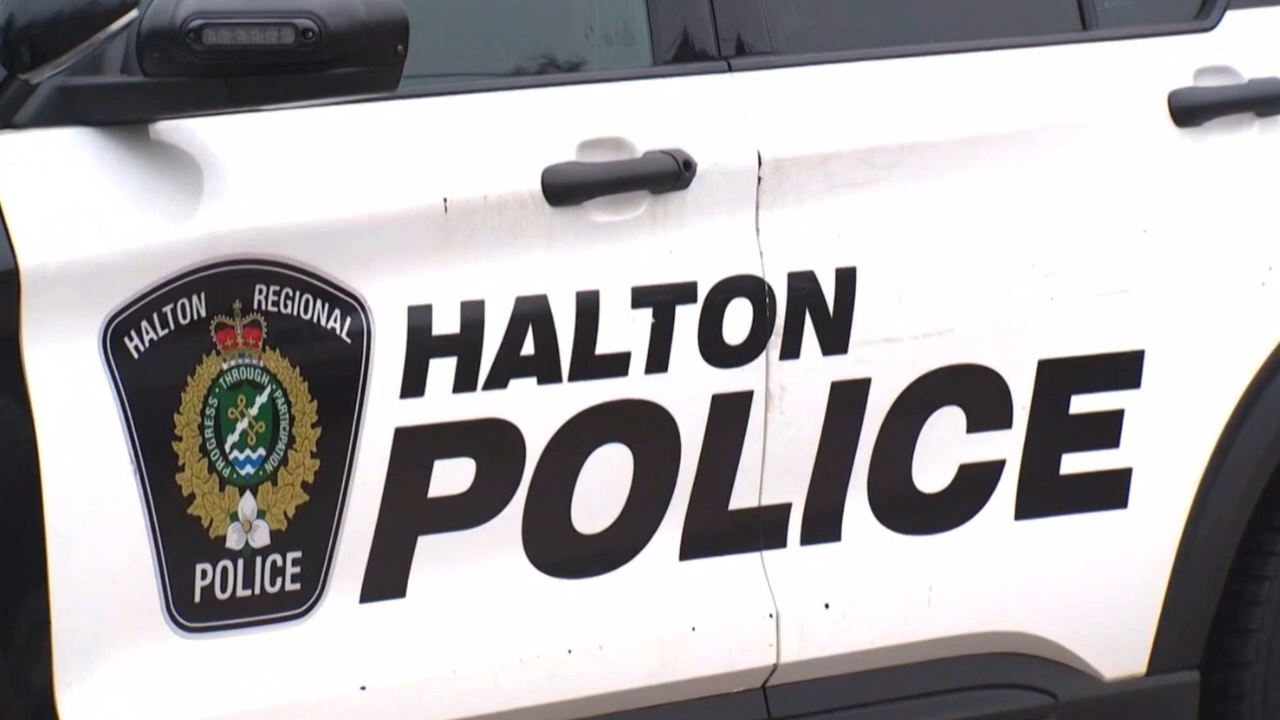 HALTON REGIONAL
PROGRESS · THROUGH · PARTICIPATION
POLICE
HALTON
POLICE